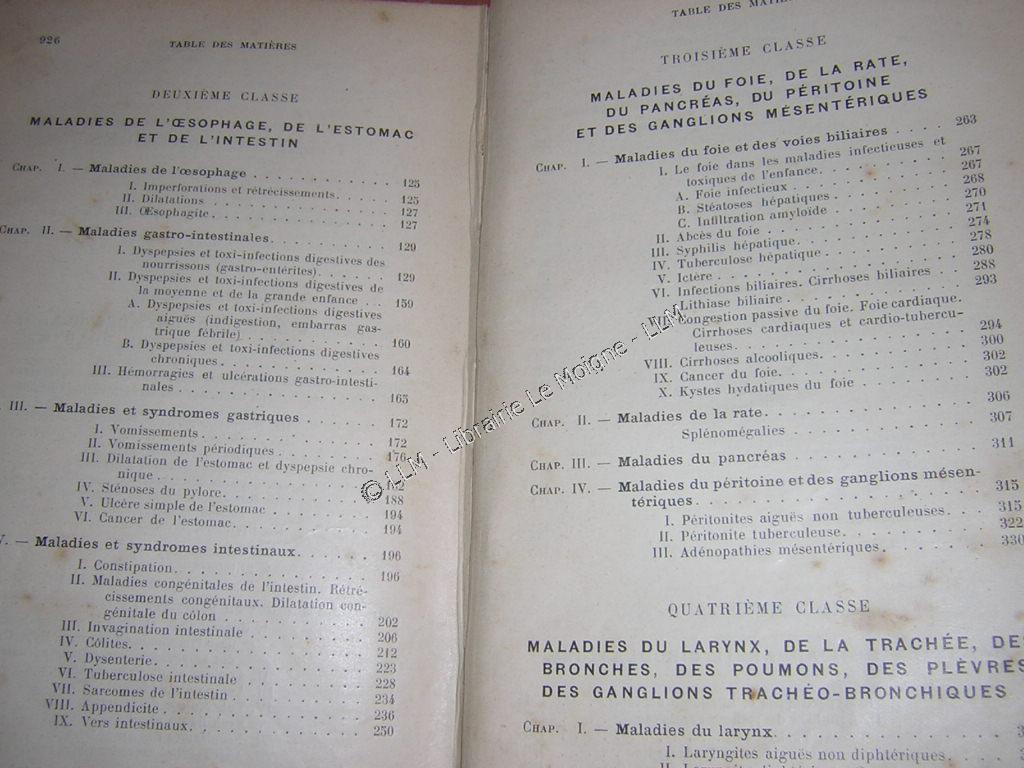 926
TABLE DES MATIÈRES
DEUXIÈME CLASSE
MALADIES DE L'ŒSOPHAGE, DE L'ESTOMAC
ET DE L'INTESTIN
CHAP. I. — Maladies de l'œsophage . . . . . . . . . . . 125
I. Imperforations et rétrécissements. . . . . . 125
II. Dilatations . . . . . . . . . . . . . . 127
III. Œsophagite. . . . . . . . . . . . . . 127
CHAP. II. — Maladies gastro-intestinales. . . . . . . . . . 129
I. Dyspepsies et toxi-infections digestives des
nourrissons (gastro-entérites). . . . . . . 129
II. Dyspepsies et toxi-infections digestives de
la moyenne et de la grande enfance . . . 159
A. Dyspepsies et toxi-infections digestives
aiguës (indigestion, embarras gas-
trique fébrile) . . . . . . . . . . 160
B. Dyspepsies et toxi-infections digestives
chroniques . . . . . . . . . . . . 164
III. Hémorragies et ulcérations gastro-intesti-
nales . . . . . . . . . . . . . . . 165
III. — Maladies et syndromes gastriques . . . . . . . 172
I. Vomissements. . . . . . . . . . . . . 172
II. Vomissements périodiques . . . . . . . . 176
III. Dilatation de l'estomac et dyspepsie chro-
nique . . . . . . . . . . . . . . .
IV. Sténoses du pylore. . . . . . . . . . . 188
V. Ulcère simple de l'estomac . . . . . . . . 194
VI. Cancer de l'estomac. . . . . . . . . . . 194
V. — Maladies et syndromes intestinaux. . . . . . . 196
I. Constipation. . . . . . . . . . . . . . 196
II. Maladies congénitales de l'intestin. Rétré-
cissements congénitaux. Dilatation con-
génitale du côlon . . . . . . . . . . . 202
III. Invagination intestinale . . . . . . . . . 206
IV. Côlites. . . . . . . . . . . . . . . . 212
V. Dysenterie. . . . . . . . . . . . . . . 223
VI. Tuberculose intestinale . . . . . . . . . 228
VII. Sarcomes de l'intestin . . . . . . . . . . 234
VIII. Appendicite . . . . . . . . . . . . . . 236
IX. Vers intestinaux. . . . . . . . . . . . . 250
TABLE DES MATIÈ
TROISIÈME CLASSE
MALADIES DU FOIE, DE LA RATE,
DU PANCRÉAS, DU PÉRITOINE
ET DES GANGLIONS MÉSENTÉRIQUES
CHAP. I. — Maladies du foie et des voies biliaires . . . . 263
I. Le foie dans les maladies infectieuses et
toxiques de l'enfance. . . . . . . . . . 267
A. Foie infectieux . . . . . . . . . . . 267
B. Stéatoses hépatiques . . . . . . . . . 268
C. Infiltration amyloïde . . . . . . . . . 270
II. Abcès du foie . . . . . . . . . . . . . 271
III. Syphilis hépatique. . . . . . . . . . . . 274
IV. Tuberculose hépatique . . . . . . . . . . 278
V. Ictère . . . . . . . . . . . . . . . . 280
VI. Infections biliaires. Cirrhoses biliaires . . . 288
Lithiase biliaire . . . . . . . . . . . . 293
Congestion passive du foie. Foie cardiaque.
Cirrhoses cardiaques et cardio-tubercu-
leuses. . . . . . . . . . . . . . . . 294
VIII. Cirrhoses alcooliques. . . . . . . . . . . 300
IX. Cancer du foie. . . . . . . . . . . . . 302
X. Kystes hydatiques du foie . . . . . . . . 302
CHAP. II. — Maladies de la rate. . . . . . . . . . . . . 306
Splénomégalies . . . . . . . . . . . . . 307
CHAP. III. — Maladies du pancréas . . . . . . . . . . . . 311
CHAP. IV. — Maladies du péritoine et des ganglions mésen-
tériques. . . . . . . . . . . . . . . . 315
I. Péritonites aiguës non tuberculeuses. . . . . 315
II. Péritonite tuberculeuse. . . . . . . . . . 322
III. Adénopathies mésentériques. . . . . . . . 330
QUATRIÈME CLASSE
MALADIES DU LARYNX, DE LA TRACHÉE, DE
BRONCHES, DES POUMONS, DES PLÈVRES
DES GANGLIONS TRACHÉO-BRONCHIQUES
CHAP. I. — Maladies du larynx. . . . . . . . . . . . . 3
I. Laryngites aiguës non diphtériques. . . . . 3
© LLM - Librairie Le Moigne - LLM